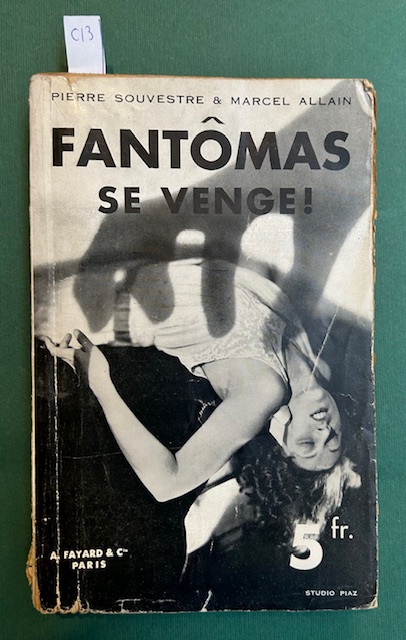 C13
PIERRE SOUVESTRE & MARCEL ALLAIN
FANTÔMAS
SE VENGE!
5 fr.
A. FAYARD & Cie
PARIS
STUDIO PIAZ